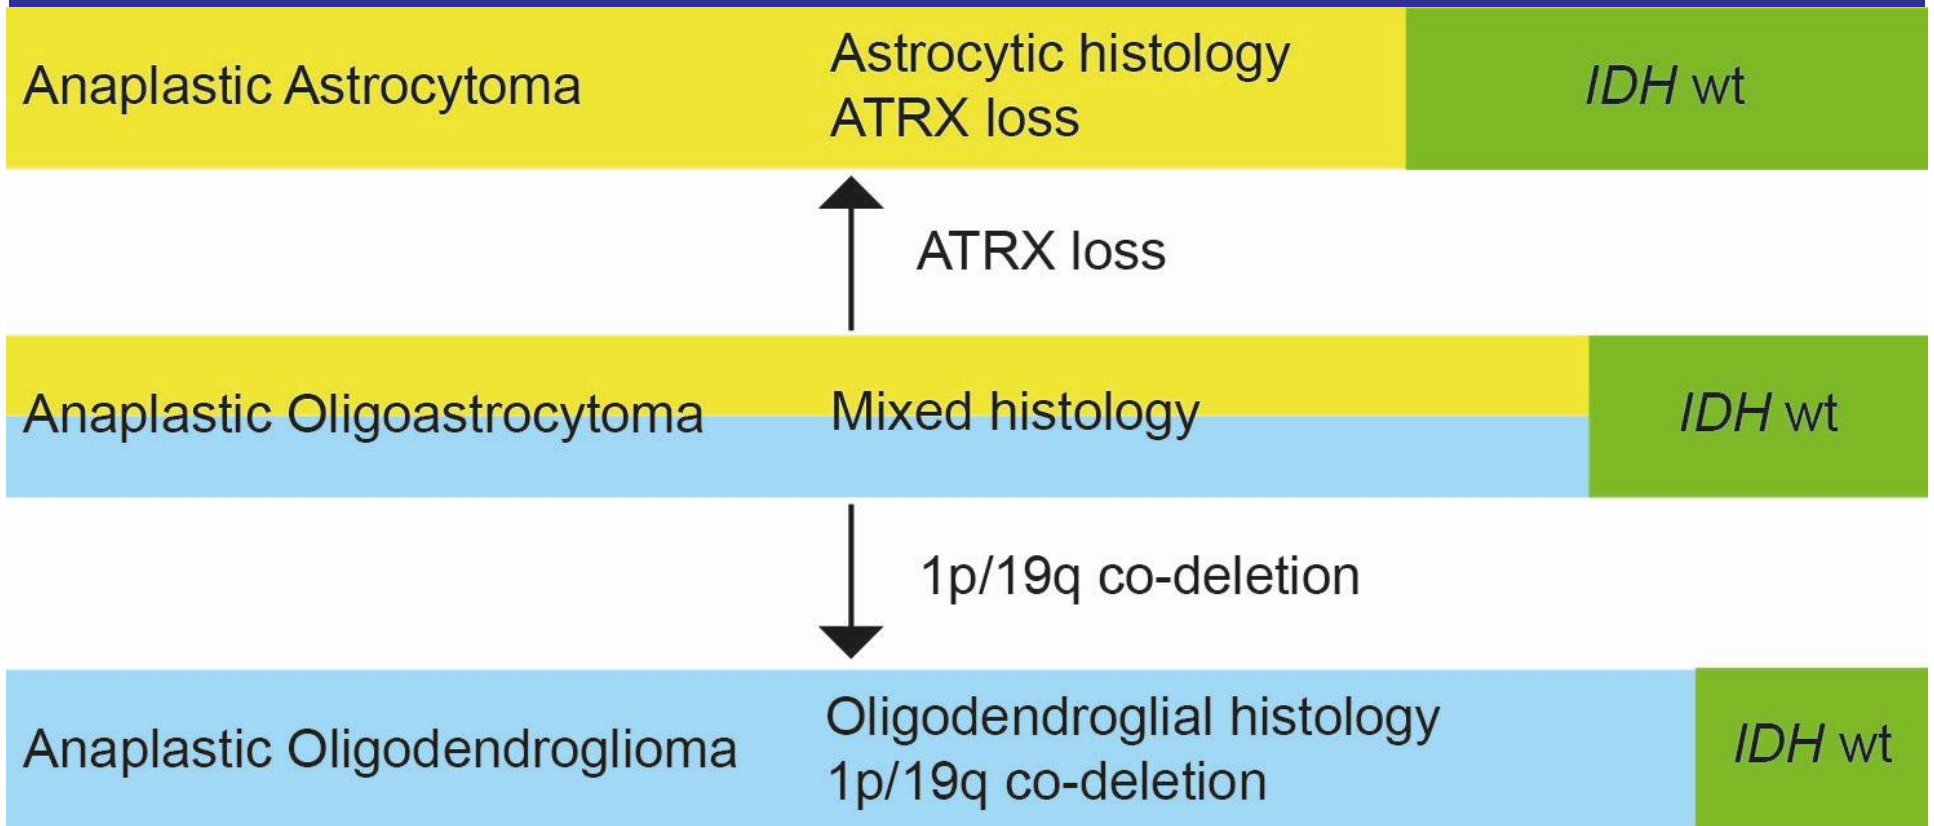 Anaplastic Astrocytoma
Astrocytic histology
ATRX loss
IDH wt
ATRX loss
Anaplastic Oligoastrocytoma
Mixed histology
IDH wt
1p/19q co-deletion
Anaplastic Oligodendroglioma
Oligodendroglial histology
1p/19q co-deletion
IDH wt